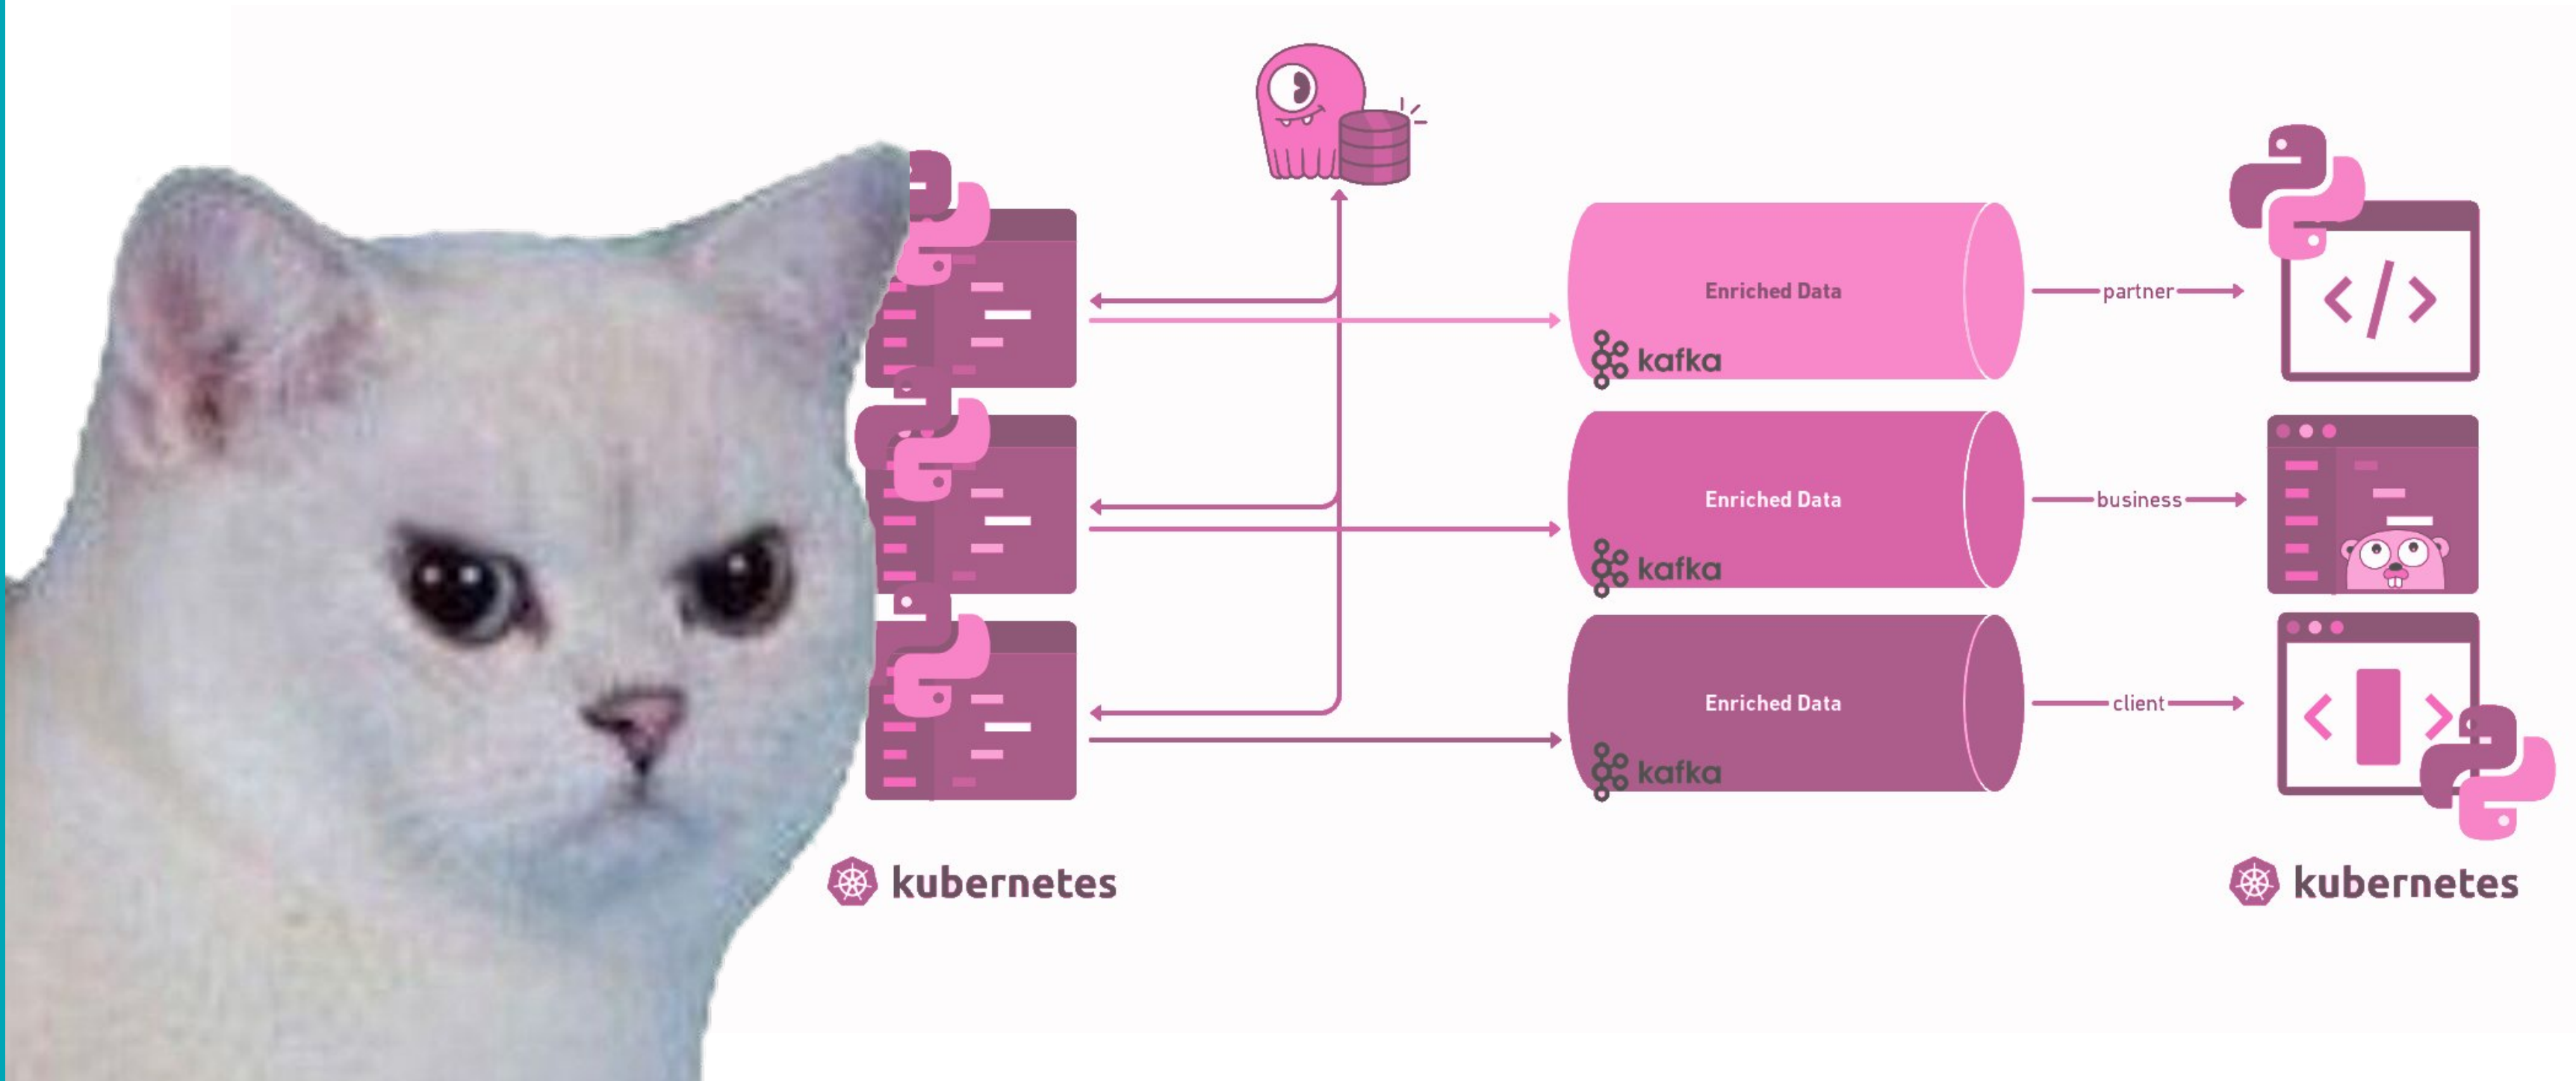 Enriched Data
kafka
partner
Enriched Data
kafka
business
Enriched Data
kafka
client
kubernetes
kubernetes